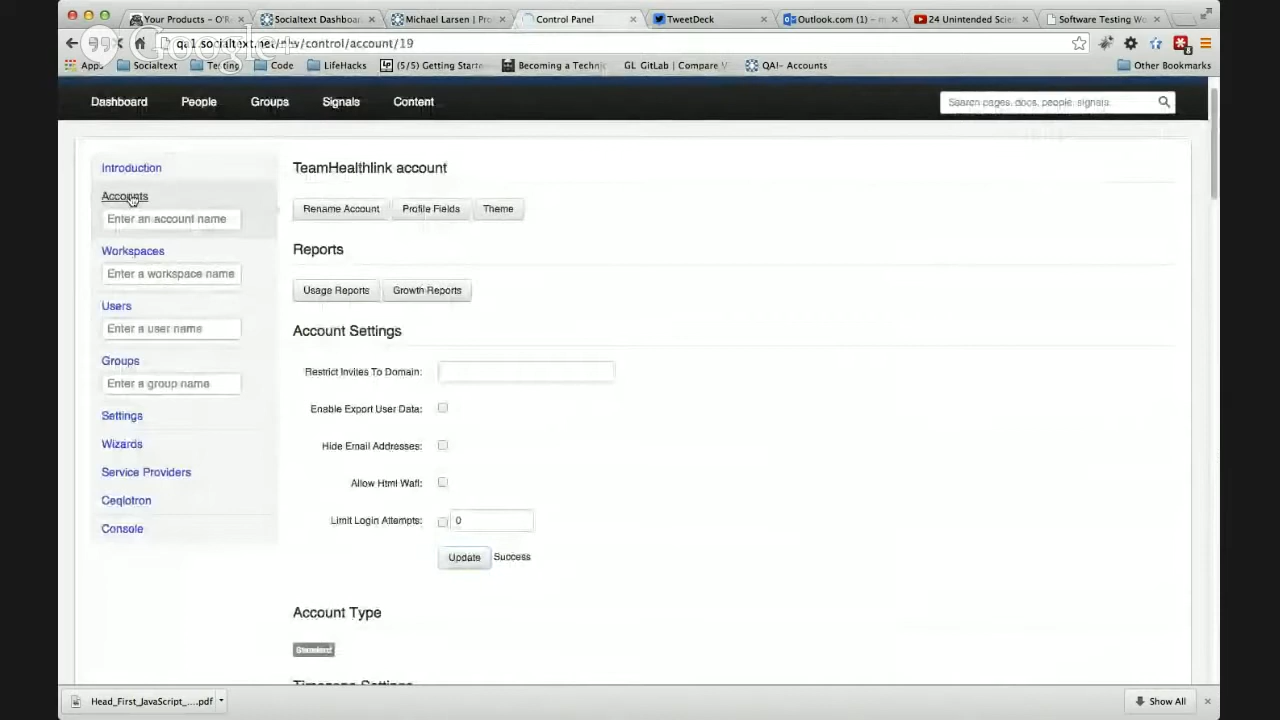 Your Products – O'Re
Socialtext Dashboar
Michael Larsen | Pro
Control Panel
TweetDeck
Outlook.com (1) – m
24 Unintended Scien
Software Testing Wo
Google+
qa1.socialtext.net/nlw/control/account/19
Apps
Socialtext
Testing
Code
LifeHacks
(5/5) Getting Starte
Becoming a Technic
GL GitLab | Compare V
QAI- Accounts
Other Bookmarks
Dashboard
People
Groups
Signals
Content
Search pages, docs, people, signals.
Introduction
Accounts
Enter an account name
Workspaces
Enter a workspace name
Users
Enter a user name
Groups
Enter a group name
Settings
Wizards
Service Providers
Ceqlotron
Console
TeamHealthlink account
Rename Account
Profile Fields
Theme
Reports
Usage Reports
Growth Reports
Account Settings
Restrict Invites To Domain:
Enable Export User Data:
Hide Email Addresses:
Allow Html Wafl:
Limit Login Attempts:
0
Update
Success
Account Type
Standard
Timezone Settings
Head_First_JavaScript_....pdf
Show All